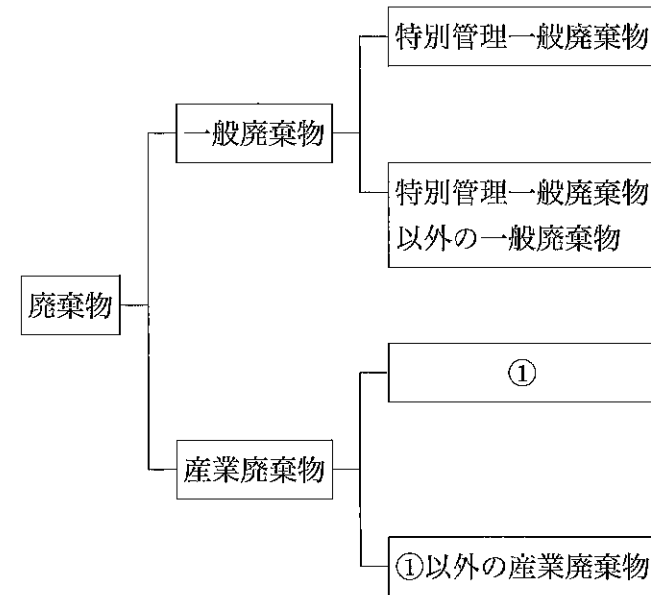 特別管理一般廃棄物
一般廃棄物
特別管理一般廃棄物
以外の一般廃棄物
廃棄物
①
産業廃棄物
①以外の産業廃棄物